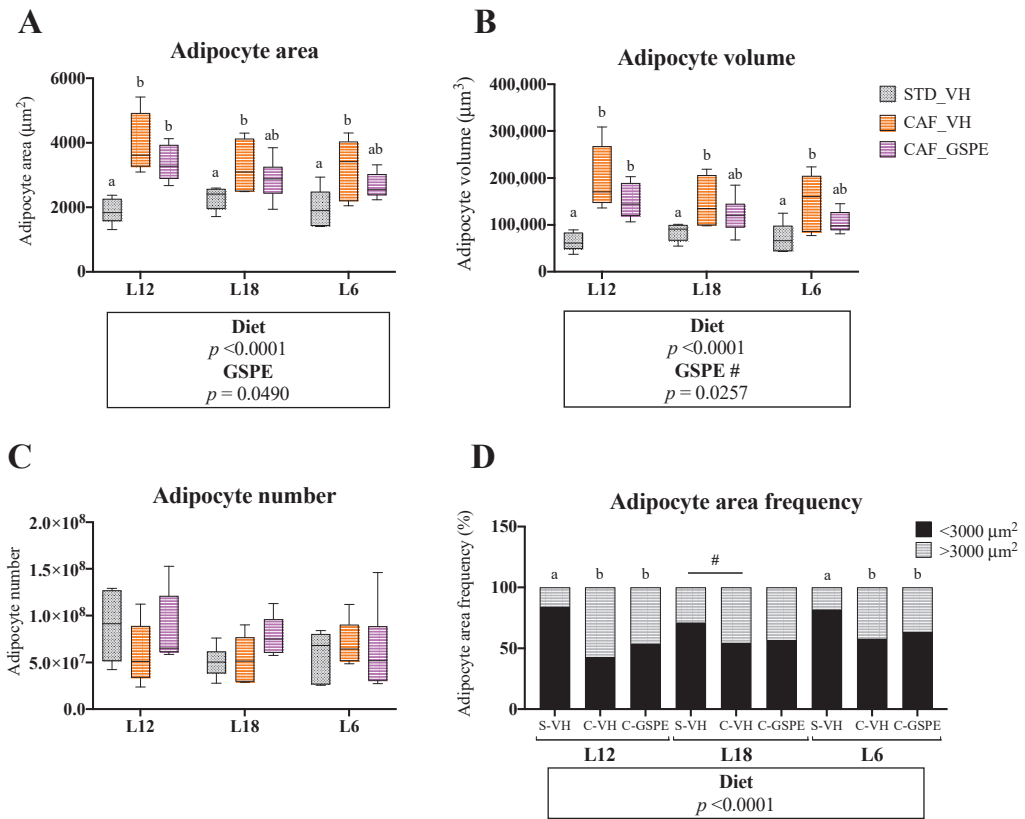 A
Adipocyte area
Adipocyte area (μm²)
6000
4000
2000
0
a
b
b
a
b
ab
a
b
ab
L12
L18
L6
Diet
p <0.0001
GSPE
p = 0.0490
B
Adipocyte volume
Adipocyte volume (μm³)
400,000
300,000
200,000
100,000
0
a
b
b
a
b
ab
a
b
ab
L12
L18
L6
STD_VH
CAF_VH
CAF_GSPE
Diet
p <0.0001
GSPE #
p = 0.0257
C
Adipocyte number
Adipocyte number
2.0×10⁸
1.5×10⁸
1.0×10⁸
5.0×10⁷
0.0
L12
L18
L6
D
Adipocyte area frequency
Adipocyte area frequency (%)
150
100
50
0
<3000 μm²
>3000 μm²
a
b
b
#
a
b
b
S-VH
C-VH
C-GSPE
S-VH
C-VH
C-GSPE
S-VH
C-VH
C-GSPE
L12
L18
L6
Diet
p <0.0001